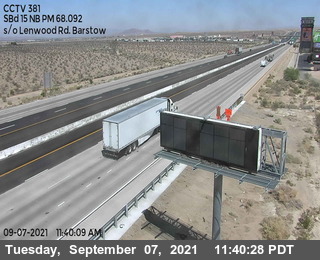 CCTV 381
SBd 15 NB PM 68.092
s/o Lenwood Rd. Barstow
09-07-2021 11:40:09 AM
Tuesday, September 07, 2021 11:40:28 PDT